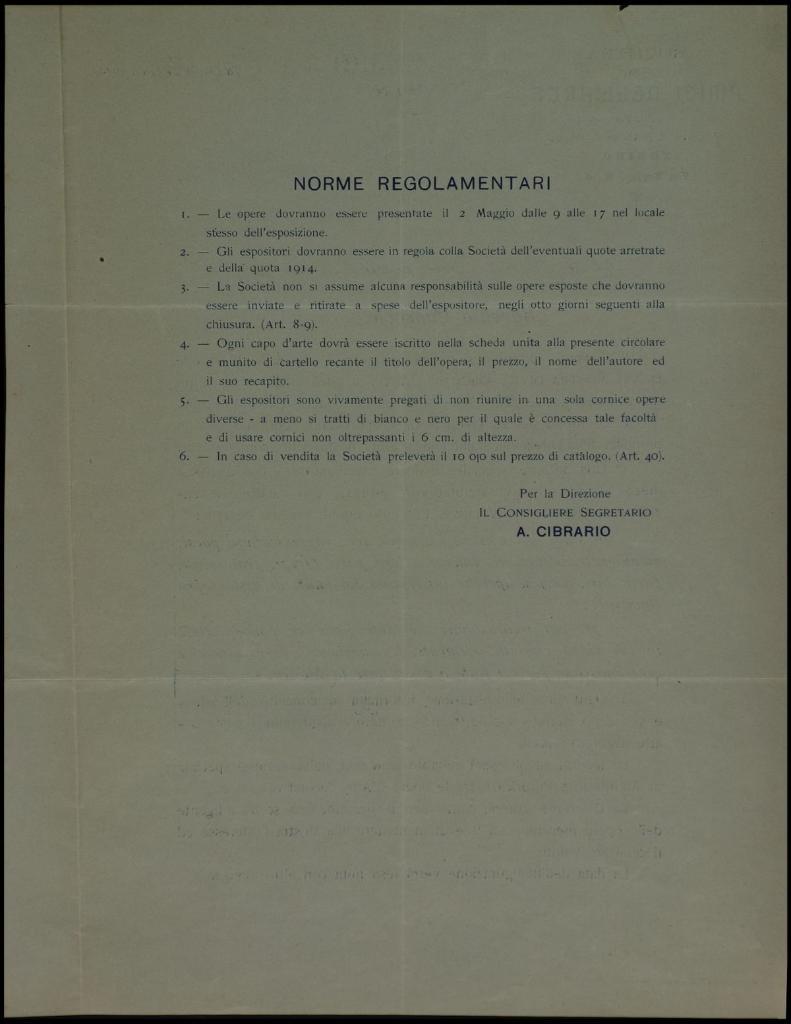 NORME REGOLAMENTARI
1. — Le opere dovranno essere presentate il 2 Maggio dalle 9 alle 17 nel locale
stesso dell'esposizione.
2. — Gli espositori dovranno essere in regola colla Società dell'eventuali quote arretrate
e della quota 1914.
3. — La Società non si assume alcuna responsabilità sulle opere esposte che dovranno
essere inviate e ritirate a spese dell'espositore, negli otto giorni seguenti alla
chiusura. (Art. 8-9).
4. — Ogni capo d'arte dovrà essere iscritto nella scheda unita alla presente circolare
e munito di cartello recante il titolo dell'opera, il prezzo, il nome dell'autore ed
il suo recapito.
5. — Gli espositori sono vivamente pregati di non riunire in una sola cornice opere
diverse - a meno si tratti di bianco e nero per il quale è concessa tale facoltà
e di usare cornici non oltrepassanti i 6 cm. di altezza.
6. — In caso di vendita la Società preleverà il 10 0|0 sul prezzo di catàlogo. (Art. 40).
Per la Direzione
IL CONSIGLIERE SEGRETARIO
A. CIBRARIO